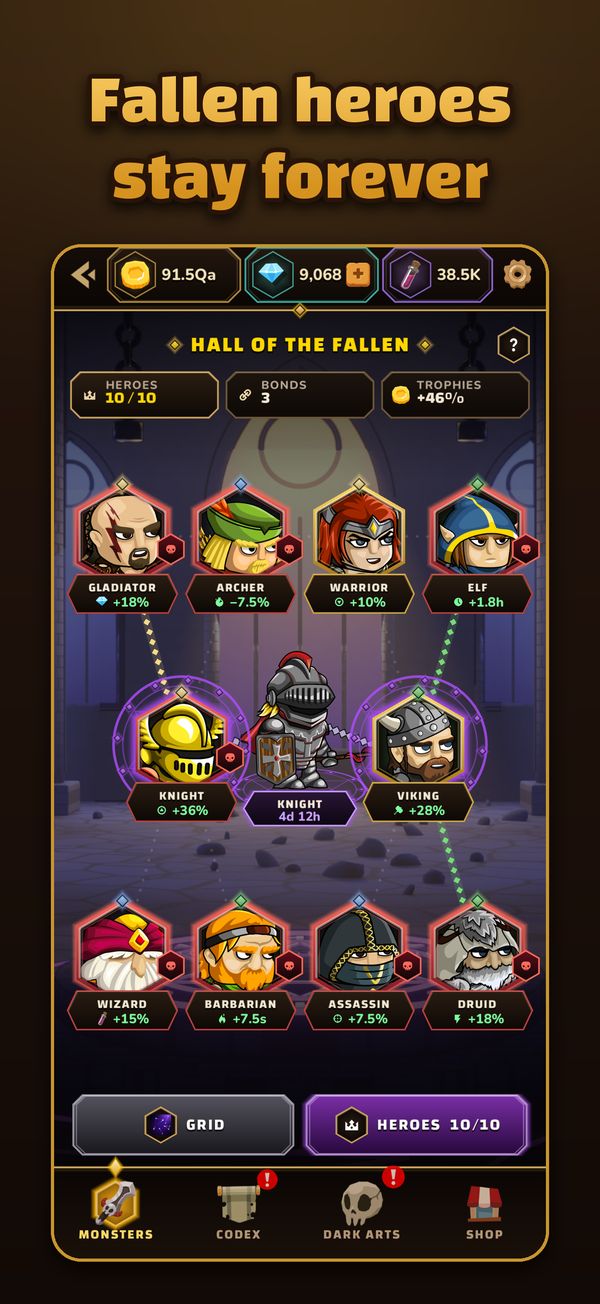 Fallen heroes
stay forever
91.5Qa
9,068
38.5K
HALL OF THE FALLEN
?
HEROES
10 / 10
BONDS
3
TROPHIES
+46%
GLADIATOR
+18%
ARCHER
−7.5%
WARRIOR
+10%
ELF
+1.8h
KNIGHT
+36%
KNIGHT
4d 12h
VIKING
+28%
WIZARD
+15%
BARBARIAN
+7.5s
ASSASSIN
+7.5%
DRUID
+18%
GRID
HEROES 10/10
!
!
MONSTERS
CODEX
DARK ARTS
SHOP